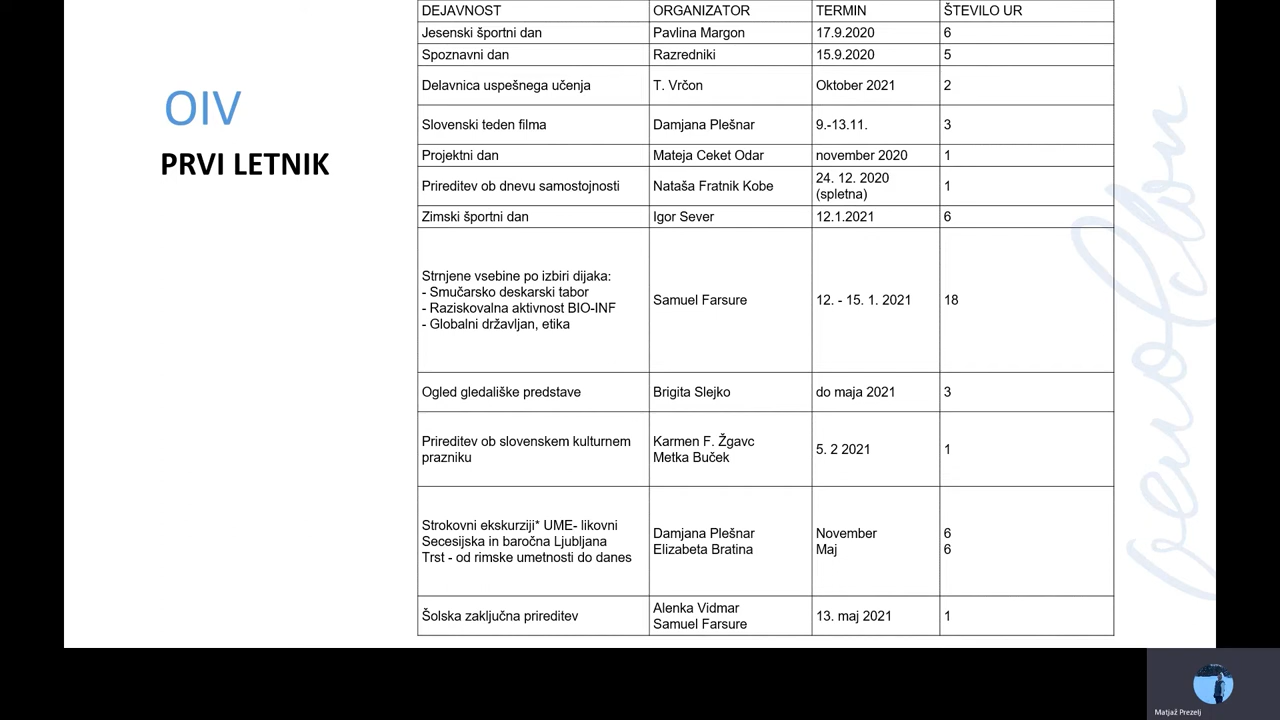 OIV
PRVI LETNIK
DEJAVNOST ORGANIZATOR TERMIN ŠTEVILO UR
Jesenski športni dan Pavlina Margon 17.9.2020 6
Spoznavni dan Razredniki 15.9.2020 5
Delavnica uspešnega učenja T. Vrčon Oktober 2021 2
Slovenski teden filma Damjana Plešnar 9.-13.11. 3
Projektni dan Mateja Ceket Odar november 2020 1
Prireditev ob dnevu samostojnosti Nataša Fratnik Kobe 24. 12. 2020 1
(spletna)
Zimski športni dan Igor Sever 12.1.2021 6
Strnjene vsebine po izbiri dijaka:
- Smučarsko deskarski tabor
- Raziskovalna aktivnost BIO-INF
- Globalni državljan, etika
Samuel Farsure 12. - 15. 1. 2021 18
Ogled gledališke predstave Brigita Slejko do maja 2021 3
Prireditev ob slovenskem kulturnem
prazniku
Karmen F. Žgavc
Metka Buček
5. 2 2021 1
Strokovni ekskurziji* UME- likovni
Secesijska in baročna Ljubljana
Trst - od rimske umetnosti do danes
Damjana Plešnar November 6
Elizabeta Bratina Maj 6
Šolska zaključna prireditev
Alenka Vidmar
Samuel Farsure
13. maj 2021 1
Matjaž Prezelj